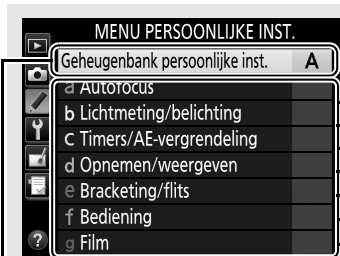 MENU PERSOONLIJKE INST.
Geheugenbank persoonlijke inst. A
a Autofocus
b Lichtmeting/belichting
c Timers/AE-vergrendeling
d Opnemen/weergeven
e Bracketing/flits
f Bediening
g Film
?